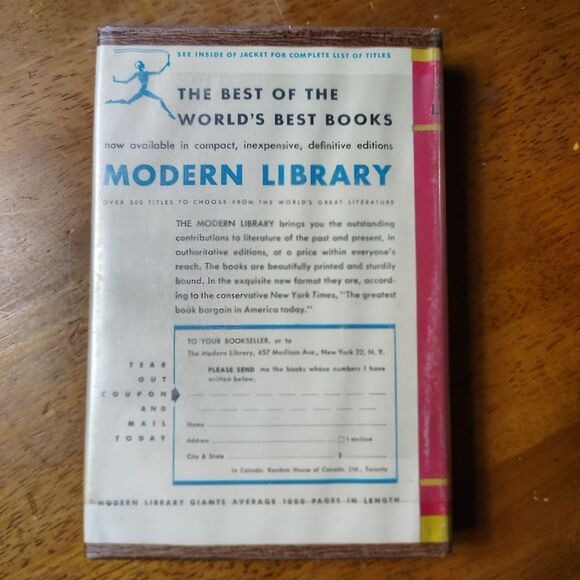 SEE INSIDE OF JACKET FOR COMPLETE LIST OF TITLES
THE BEST OF THE
WORLD'S BEST BOOKS
now available in compact, inexpensive, definitive editions
MODERN LIBRARY
OVER 300 TITLES TO CHOOSE FROM THE WORLD'S GREAT LITERATURE
THE MODERN LIBRARY brings you the outstanding
contributions to literature of the past and present, in
authoritative editions, at a price within everyone's
reach. The books are beautifully printed and sturdily
bound. In the exquisite new format they are, accord-
ing to the conservative New York Times, "The greatest
book bargain in America today."
TO YOUR BOOKSELLER, or to
The Modern Library, 457 Madison Ave., New York 22, N. Y.
PLEASE SEND me the books whose numbers I have
written below:
TEAR
OUT
COUPON
AND
MAIL
TODAY
Name
Address
I enclose
City & State
$
In Canada: Random House of Canada, Ltd., Toronto
MODERN LIBRARY GIANTS AVERAGE 1000 PAGES IN LENGTH